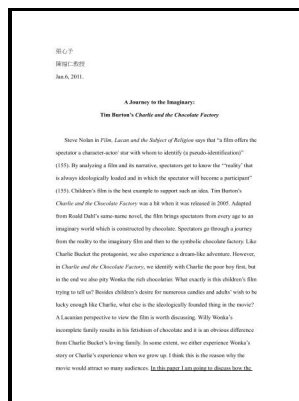 張心予
陳福仁教授
Jan.6, 2011.
A Journey to the Imaginary:
Tim Burton's Charlie and the Chocolate Factory
Steve Nolan in Film, Lacan and the Subject of Religion says that "a film offers the
spectator a character-actor/ star with whom to identify (a pseudo-identification)"
(155). By analyzing a film and its narrative, spectators get to know the "'reality' that
is always ideologically loaded and in which the spectator will become a participant"
(155). Children's film is the best example to support such an idea. Tim Burton's
Charlie and the Chocolate Factory was a hit when it was released in 2005. Adapted
from Roald Dahl's same-name novel, the film brings spectators from every age to an
imaginary world which is constructed by chocolate. Spectators go through a journey
from the reality to the imaginary film and then to the symbolic chocolate factory. Like
Charlie Bucket the protagonist, we also experience a dream-like adventure. However,
in Charlie and the Chocolate Factory, we identify with Charlie the poor boy first, but
in the end we also pity Wonka the rich chocolatier. What exactly is this children's film
trying to tell us? Besides children's desire for numerous candies and adults' wish to be
lucky enough like Charlie, what else is the ideologically founded thing in the movie?
A Lacanian perspective to view the film is worth discussing. Willy Wonka's
incomplete family results in his fetishism of chocolate and it is an obvious difference
from Charlie Bucket's loving family. In some extent, we either experience Wonka's
story or Charlie's experience when we grow up. I think this is the reason why the
movie would attract so many audiences. In this paper I am going to discuss how the